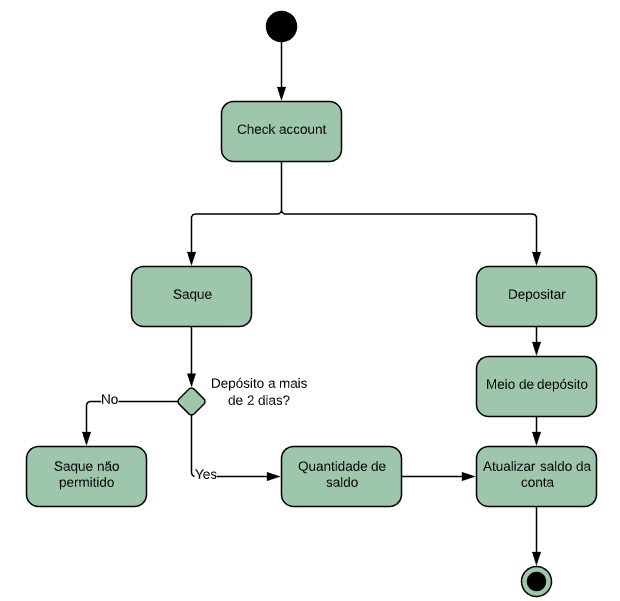 Check account
Saque
Depositar
Depósito a mais
de 2 dias?
Meio de depósito
No
Saque não
permitido
Yes
Quantidade de
saldo
Atualizar saldo da
conta